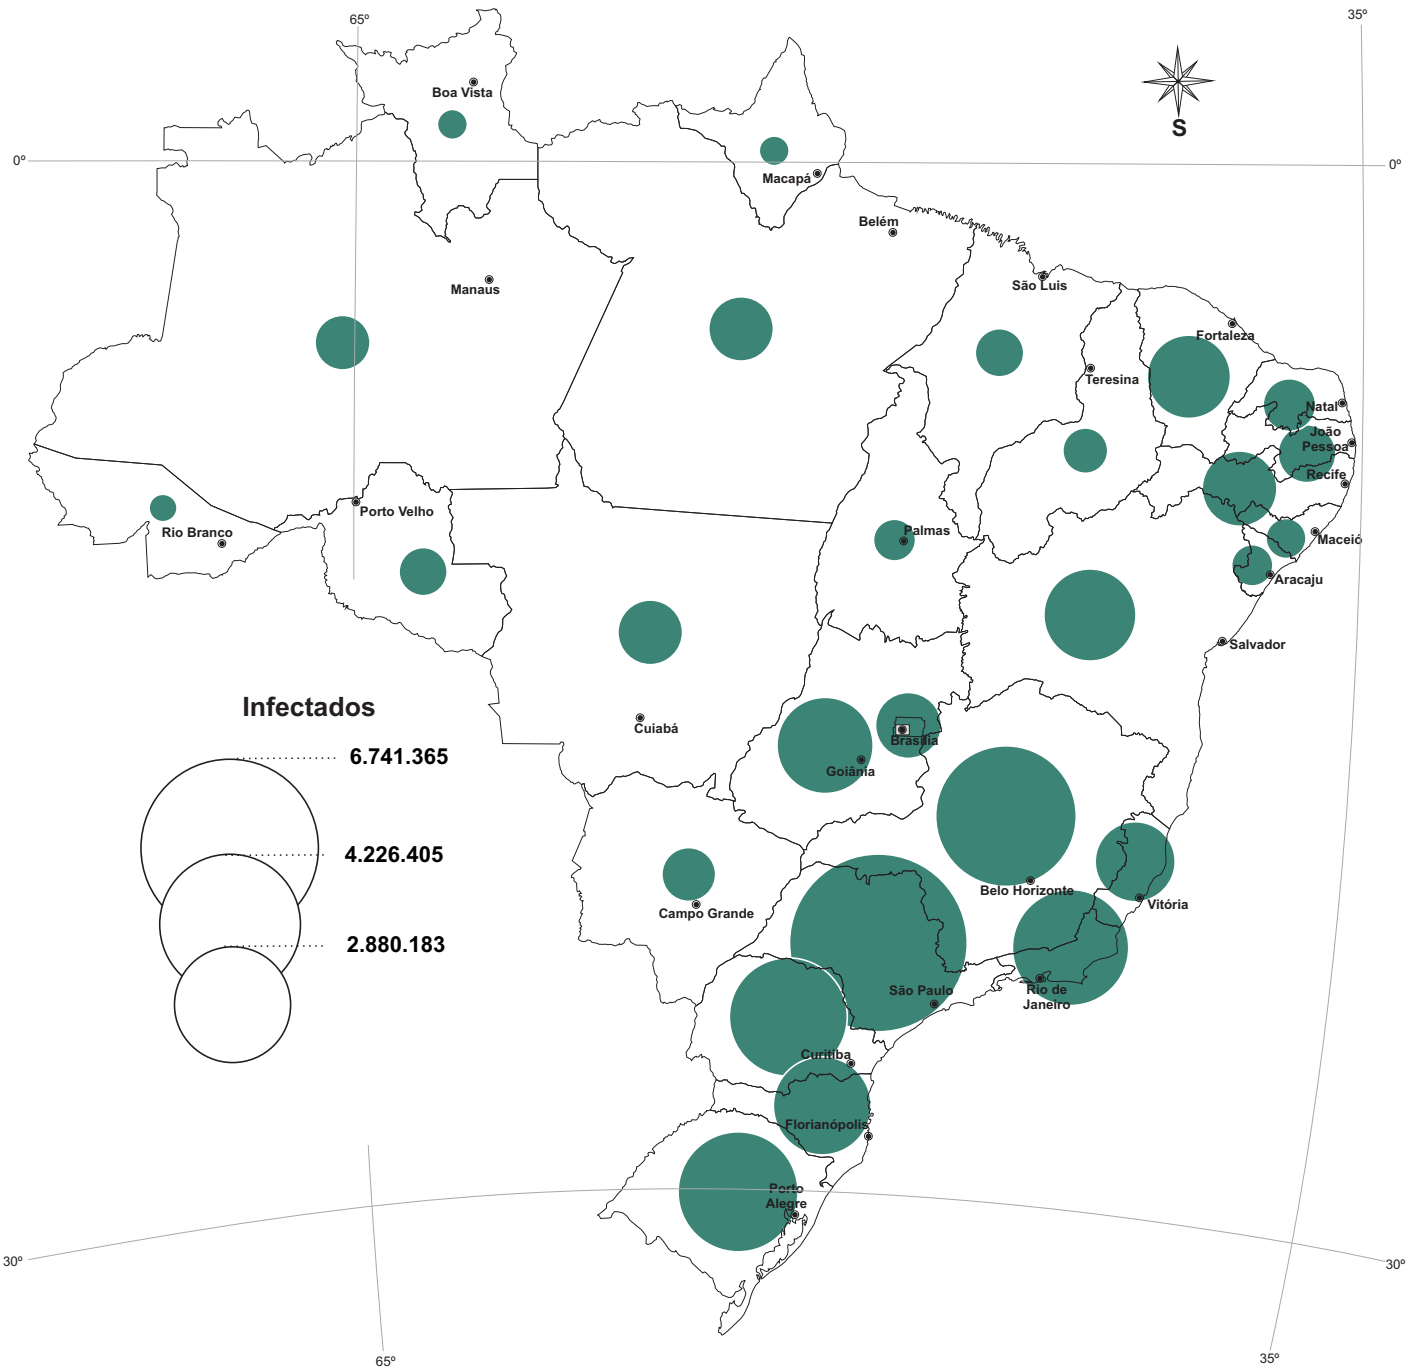 65º
35º
Boa Vista
S
0º
0º
Macapá
Belém
Manaus
São Luis
Fortaleza
Teresina
Natal
João
Pessoa
Recife
Porto Velho
Rio Branco
Palmas
Maceió
Aracaju
Salvador
Infectados
6.741.365
4.226.405
2.880.183
Cuiabá
Brasília
Goiânia
Belo Horizonte
Vitória
Campo Grande
São Paulo
Rio de
Janeiro
Curitiba
Florianópolis
Porto
Alegre
30º
30º
65º
35º